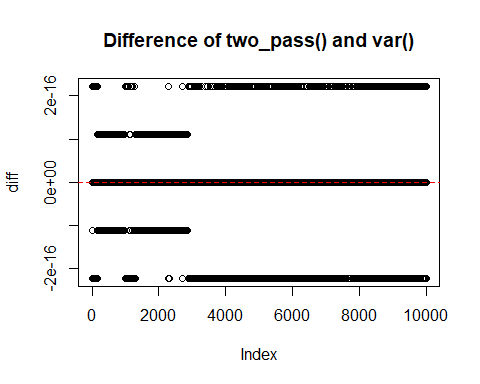 Difference of two_pass() and var()
diff
2e-16
0e+00
-2e-16
0 2000 4000 6000 8000 10000
Index